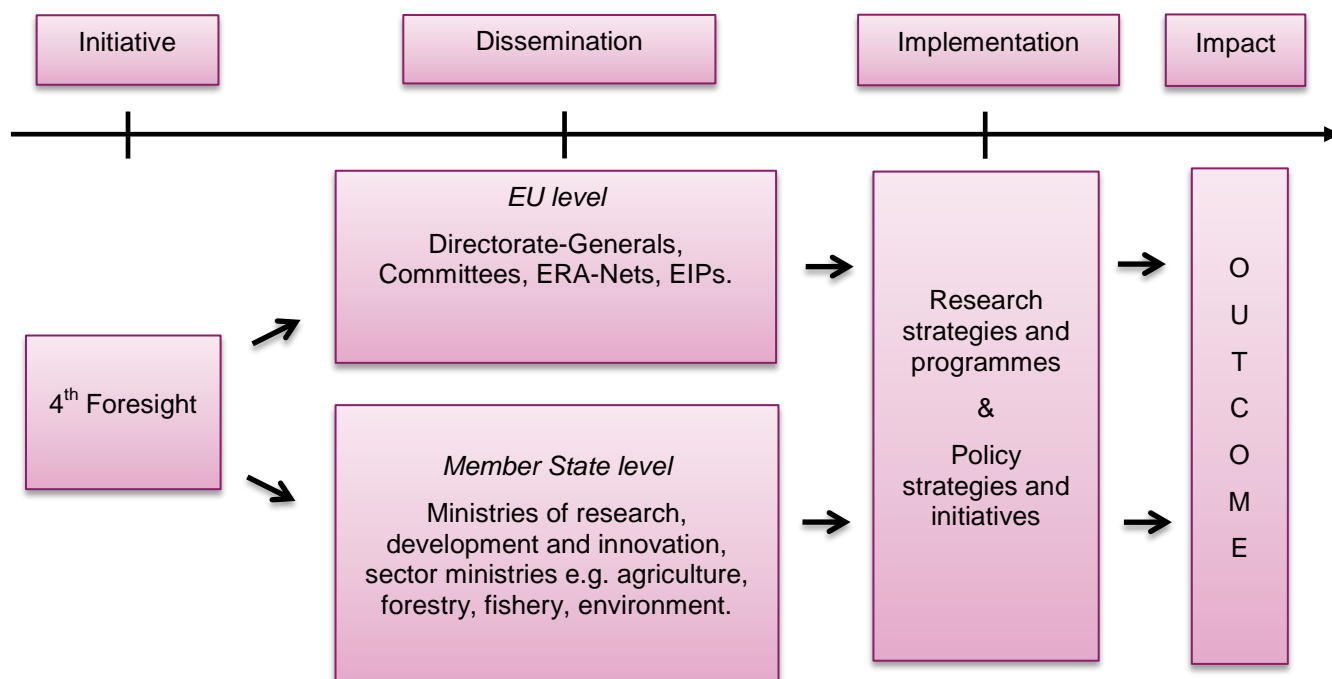 Initiative
Dissemination
Implementation
Impact
EU level
Directorate-Generals,
Committees, ERA-Nets, EIPs.
4th Foresight
Member State level
Ministries of research,
development and innovation,
sector ministries e.g. agriculture,
forestry, fishery, environment.
Research
strategies and
programmes
&
Policy
strategies and
initiatives
O
U
T
C
O
M
E